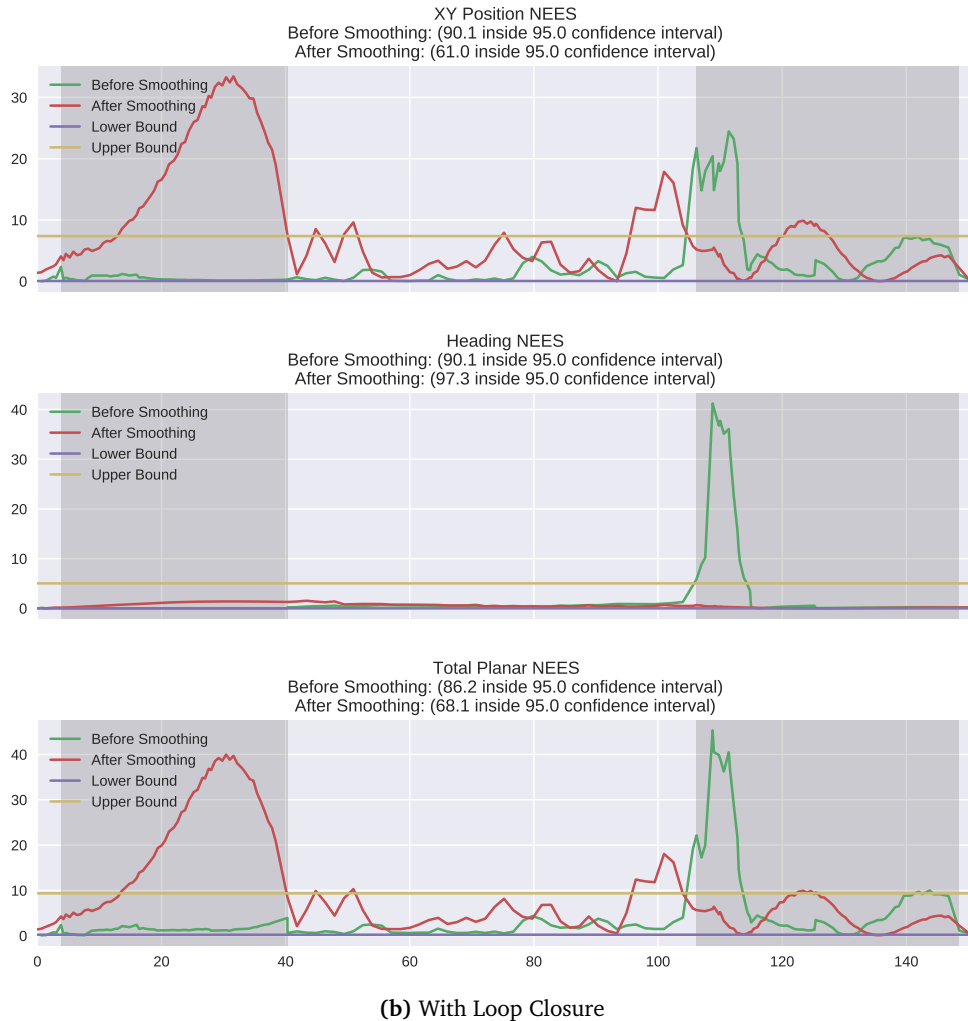 XY Position NEES
Before Smoothing: (90.1 inside 95.0 confidence interval)
After Smoothing: (61.0 inside 95.0 confidence interval)
Before Smoothing
After Smoothing
Lower Bound
Upper Bound
30
20
10
0
Heading NEES
Before Smoothing: (90.1 inside 95.0 confidence interval)
After Smoothing: (97.3 inside 95.0 confidence interval)
Before Smoothing
After Smoothing
Lower Bound
Upper Bound
40
30
20
10
0
Total Planar NEES
Before Smoothing: (86.2 inside 95.0 confidence interval)
After Smoothing: (68.1 inside 95.0 confidence interval)
Before Smoothing
After Smoothing
Lower Bound
Upper Bound
40
30
20
10
0
0 20 40 60 80 100 120 140
(b) With Loop Closure